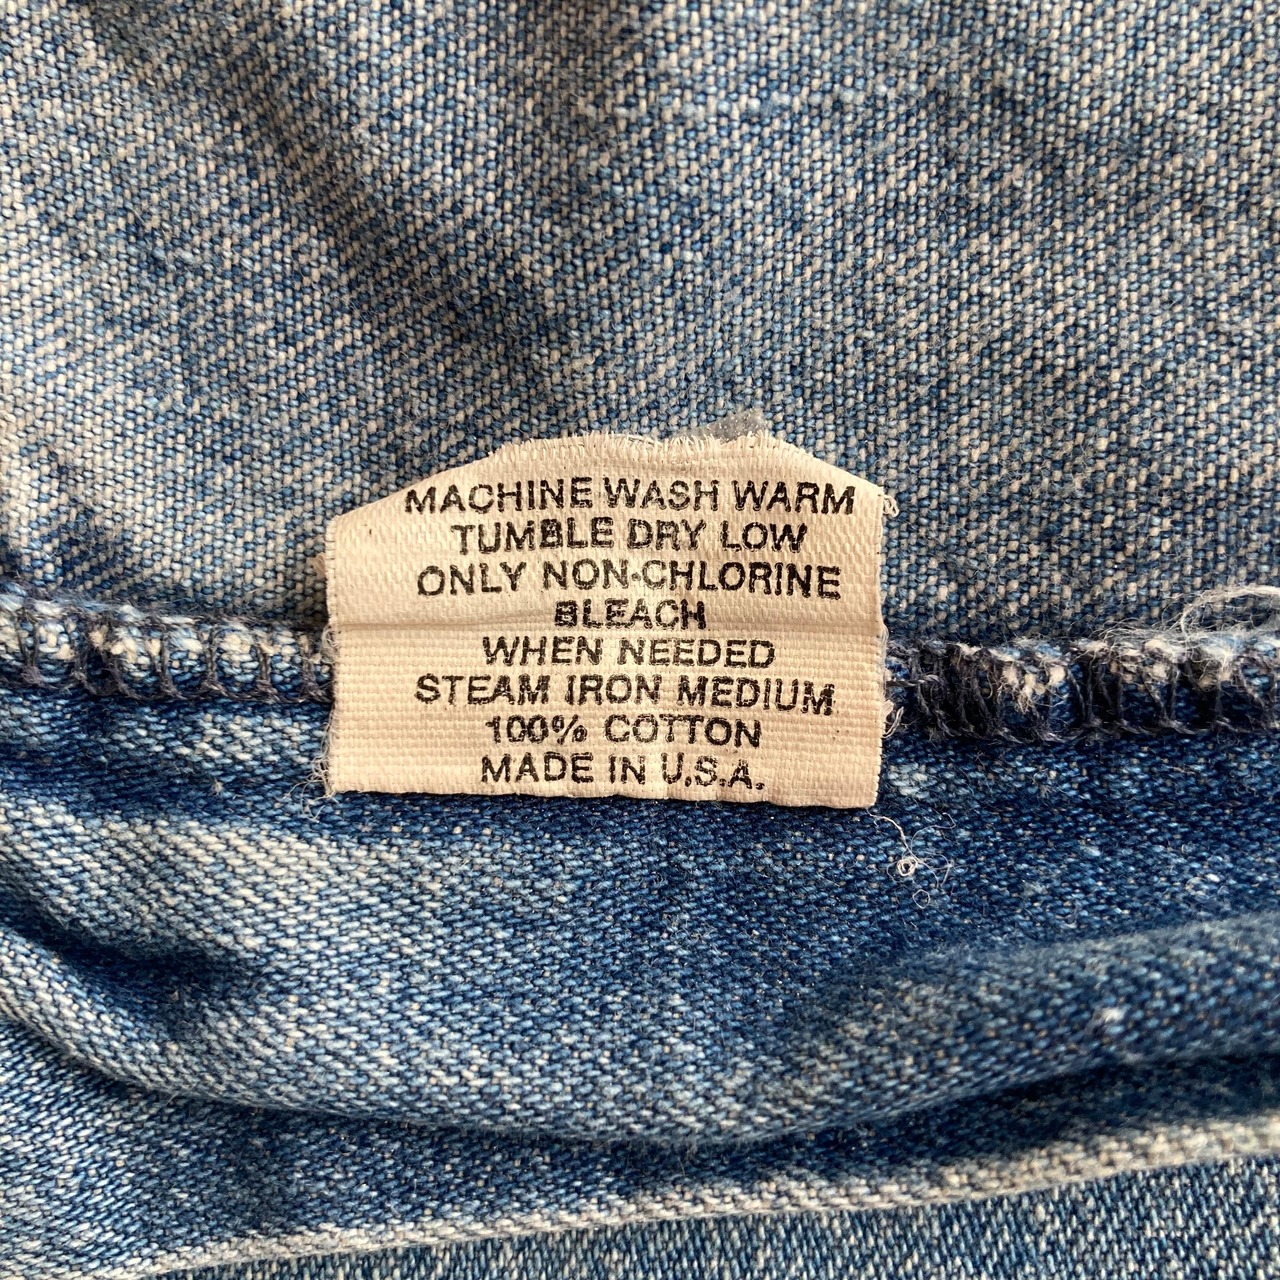 MACHINE WASH WARM
TUMBLE DRY LOW
ONLY NON-CHLORINE
BLEACH
WHEN NEEDED
STEAM IRON MEDIUM
100% COTTON
MADE IN U.S.A.